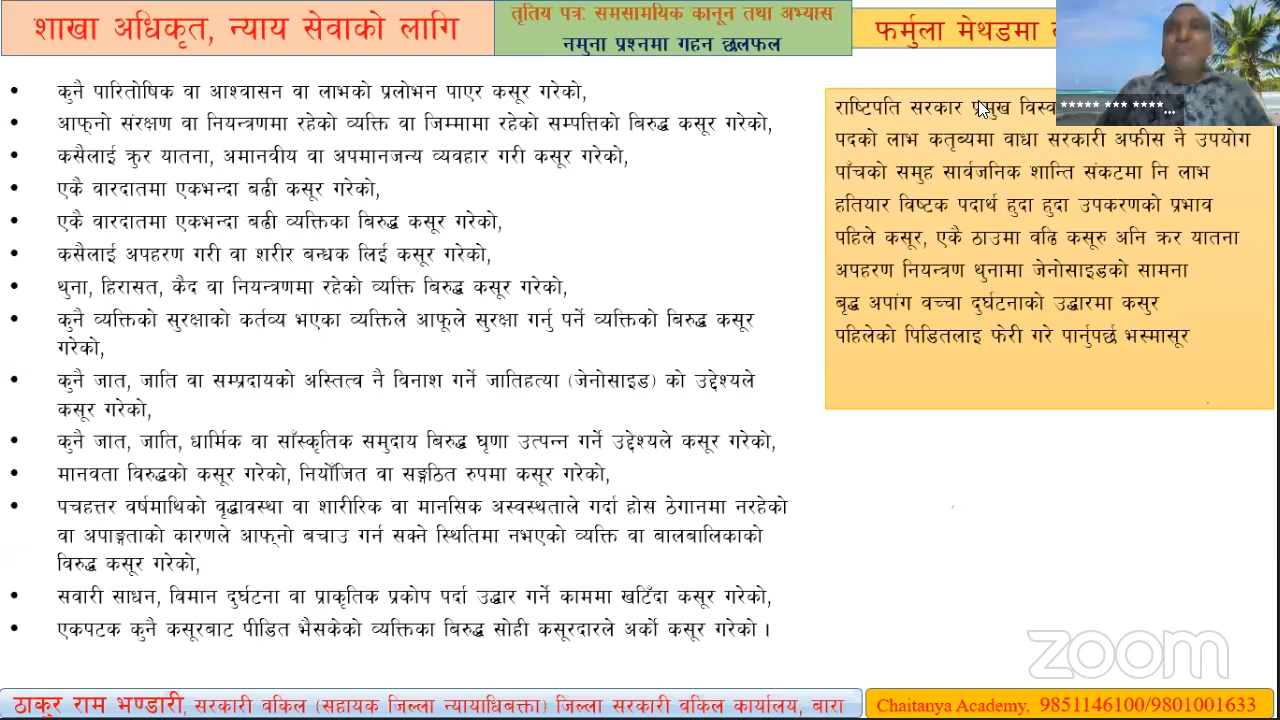 शाखा अधिकृत, न्याय सेवाको लागि
तृतिय पत्र: समसामयिक कानून तथा अभ्यास
नमुना प्रश्नमा गहन छलफल
फर्मुला मेथडमा
***** *** ****...
• कुनै पारितोषिक वा आश्वासन वा लाभको प्रलोभन पाएर कसूर गरेको,
• आफ्नो संरक्षण वा नियन्त्रणमा रहेको व्यक्ति वा जिम्मामा रहेको सम्पत्तिको बिरुद्ध कसूर गरेको,
• कसैलाई क्रुर यातना, अमानवीय वा अपमानजन्य व्यवहार गरी कसूर गरेको,
• एकै वारदातमा एकभन्दा बढी कसूर गरेको,
• एकै वारदातमा एकभन्दा बढी व्यक्तिका बिरुद्ध कसूर गरेको,
• कसैलाई अपहरण गरी वा शरीर बन्धक लिई कसूर गरेको,
• थुना, हिरासत, कैद वा नियन्त्रणमा रहेको व्यक्ति बिरुद्ध कसूर गरेको,
• कुनै व्यक्तिको सुरक्षाको कर्तव्य भएका व्यक्तिले आफूले सुरक्षा गर्नु पर्ने व्यक्तिको बिरुद्ध कसूर
गरेको,
• कुनै जात, जाति वा सम्प्रदायको अस्तित्व नै विनाश गर्ने जातिहत्या (जेनोसाइड) को उद्देश्यले
कसूर गरेको,
• कुनै जात, जाति, धार्मिक वा साँस्कृतिक समुदाय बिरुद्ध घृणा उत्पन्न गर्ने उद्देश्यले कसूर गरेको,
• मानवता विरुद्धको कसूर गरेको, नियोजित वा सङ्गठित रुपमा कसूर गरेको,
• पचहत्तर वर्षमाथिको वृद्धावस्था वा शारीरिक वा मानसिक अस्वस्थताले गर्दा होस ठेगानमा नरहेको
वा अपाङ्गताको कारणले आफ्नो बचाउ गर्न सक्ने स्थितिमा नभएको व्यक्ति वा बालबालिकाको
विरुद्ध कसूर गरेको,
• सवारी साधन, विमान दुर्घटना वा प्राकृतिक प्रकोप पर्दा उद्धार गर्ने काममा खटिँदा कसूर गरेको,
• एकपटक कुनै कसूरबाट पीडित भैसकेको व्यक्तिका बिरुद्ध सोही कसूरदारले अर्को कसूर गरेको ।
राष्टिपति सरकार प्रमुख
पदको लाभ कतृब्यमा वाधा सरकारी अफीस नै उपयोग
पाँचको समुह सार्वजनिक शान्ति संकटमा नि लाभ
हतियार विष्टक पदार्थ हुदा हुदा उपकरणको प्रभाव
पहिले कसूर, एकै ठाउमा वढि कसूरु अनि क्रर यातना
अपहरण नियन्त्रण थुनामा जेनोसाइडको सामना
बृद्ध अपांग वच्चा दुर्घटनाको उद्धारमा कसुर
पहिलेको पिडितलाइ फेरी गरे पार्नुपर्छ भस्मासूर
zoom
ठाकुर राम भण्डारी, सरकारी वकिल (सहायक जिल्ला न्यायाधिबक्ता) जिल्ला सरकारी वकिल कार्यालय, बारा
Chaitanya Academy, 9851146100/9801001633